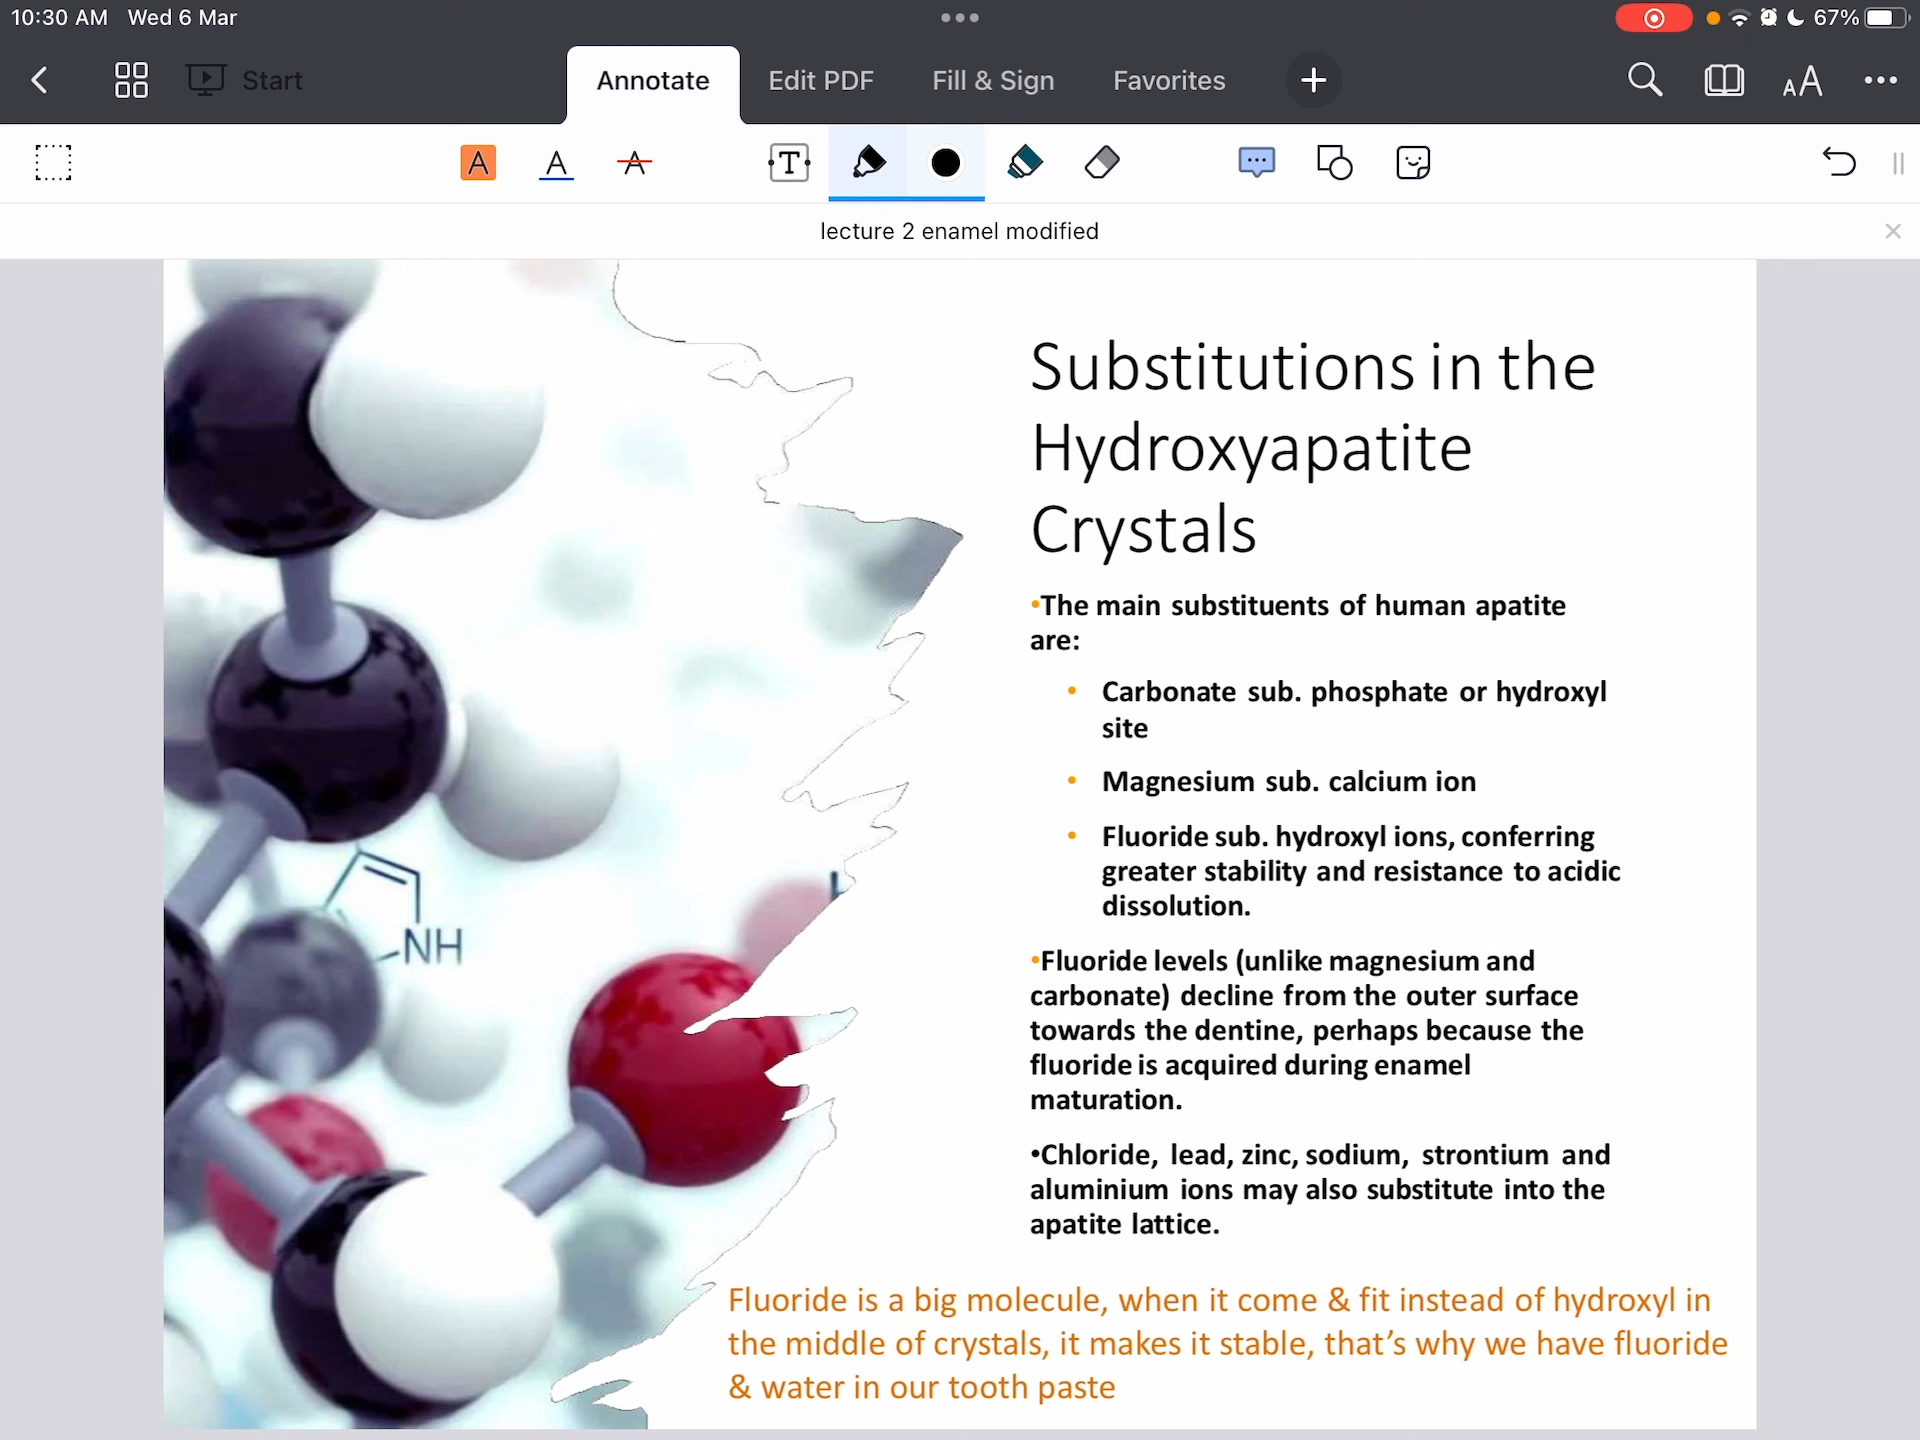 10:30 AM Wed 6 Mar
67%
Start
Annotate
Edit PDF
Fill & Sign
Favorites
AA
A
A
A
T
lecture 2 enamel modified
Substitutions in the
Hydroxyapatite
Crystals
•The main substituents of human apatite
are:
• Carbonate sub. phosphate or hydroxyl
site
• Magnesium sub. calcium ion
• Fluoride sub. hydroxyl ions, conferring
greater stability and resistance to acidic
dissolution.
•Fluoride levels (unlike magnesium and
carbonate) decline from the outer surface
towards the dentine, perhaps because the
fluoride is acquired during enamel
maturation.
•Chloride, lead, zinc, sodium, strontium and
aluminium ions may also substitute into the
apatite lattice.
NH
Fluoride is a big molecule, when it come & fit instead of hydroxyl in
the middle of crystals, it makes it stable, that's why we have fluoride
& water in our tooth paste